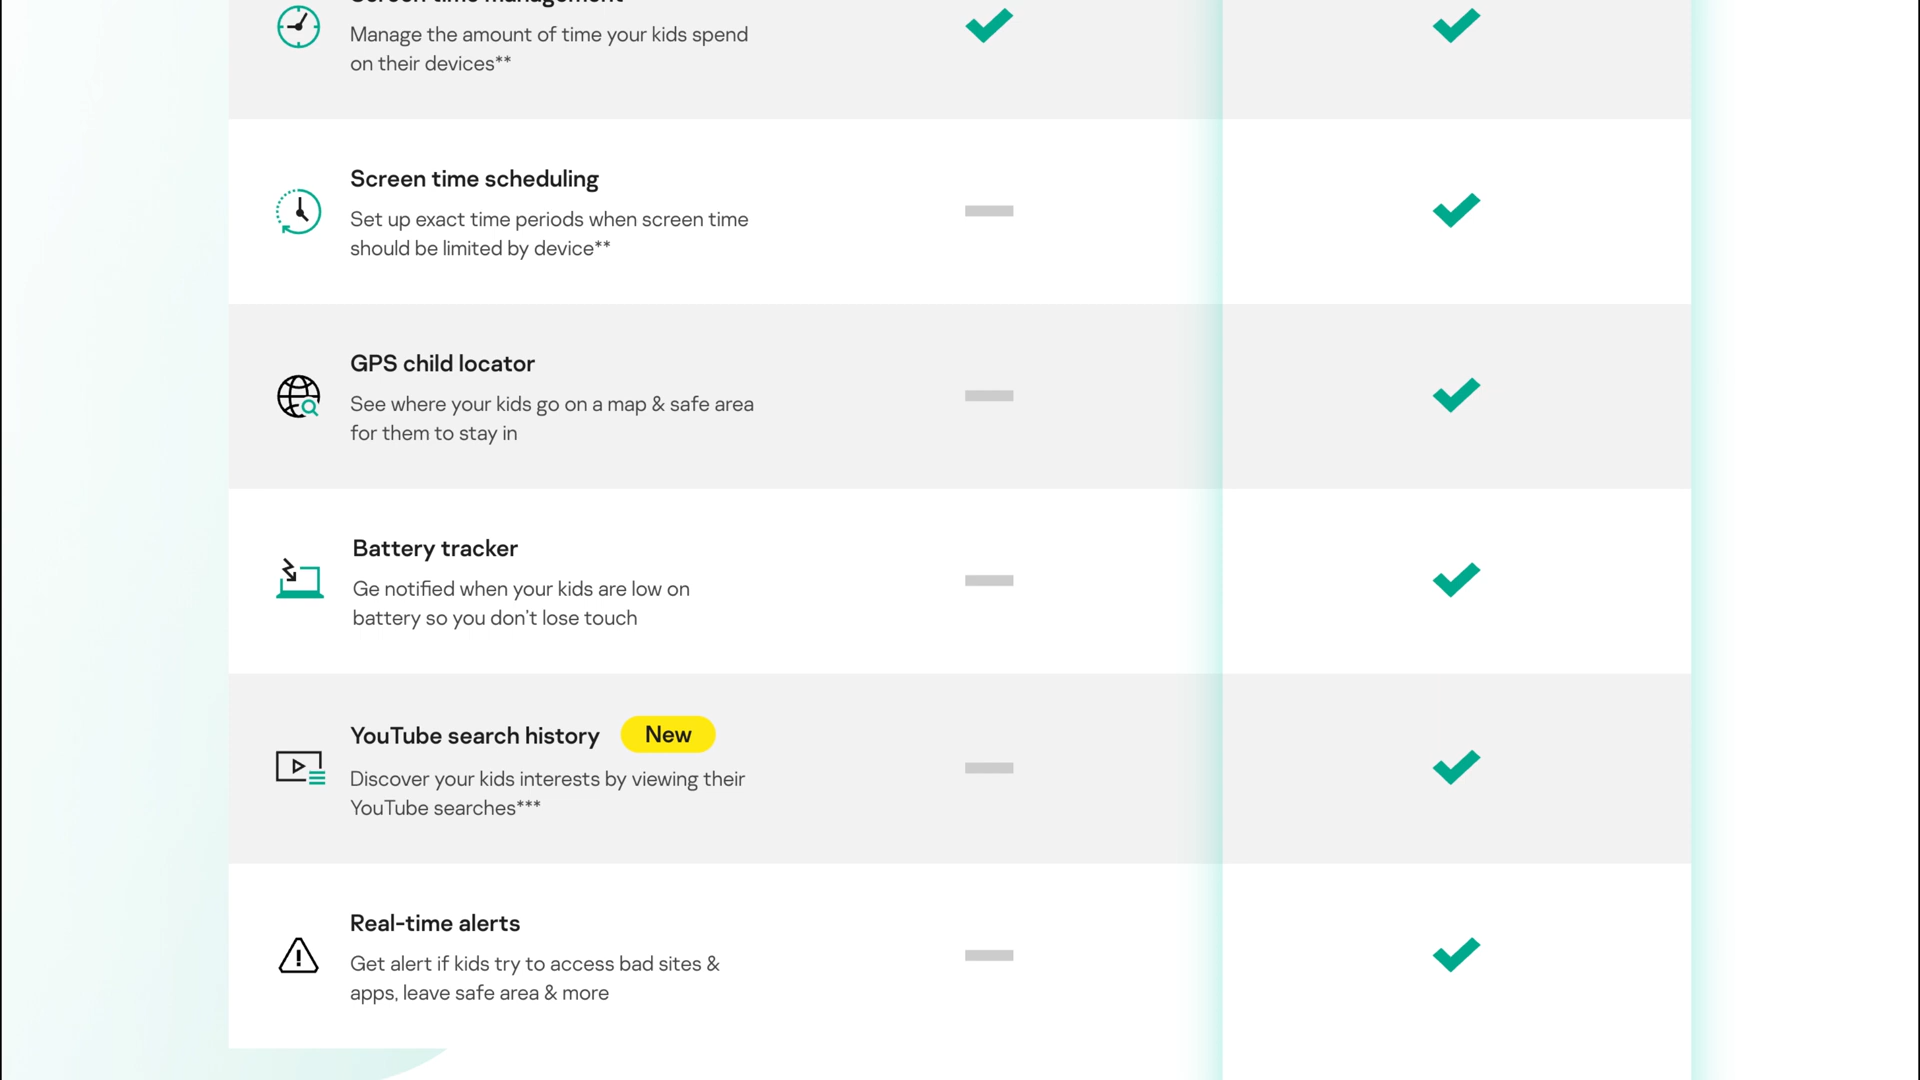 Screen time management
Manage the amount of time your kids spend
on their devices**
Screen time scheduling
Set up exact time periods when screen time
should be limited by device**
GPS child locator
See where your kids go on a map & safe area
for them to stay in
Battery tracker
Ge notified when your kids are low on
battery so you don't lose touch
YouTube search history New
Discover your kids interests by viewing their
YouTube searches***
Real-time alerts
Get alert if kids try to access bad sites &
apps, leave safe area & more